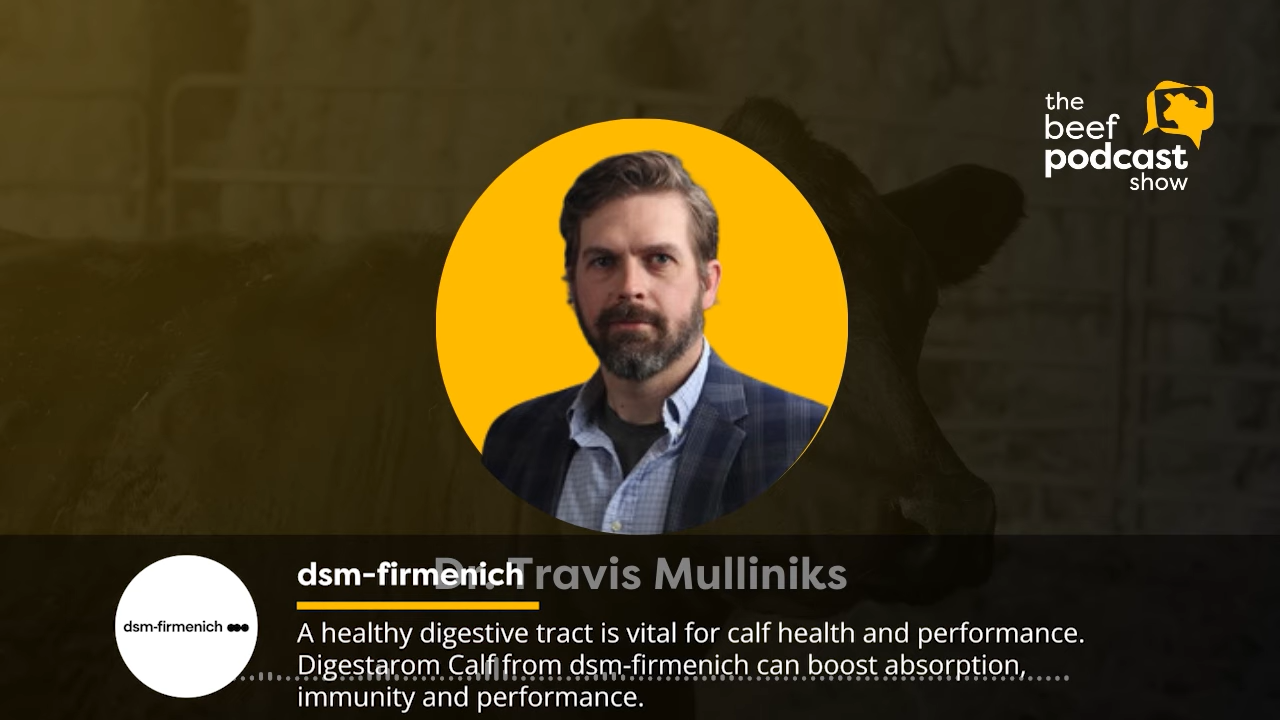 the
beef
podcast
show
Dr. Travis Mulliniks
dsm-firmenich
dsm-firmenich
A healthy digestive tract is vital for calf health and performance.
Digestarom Calf from dsm-firmenich can boost absorption,
immunity and performance.